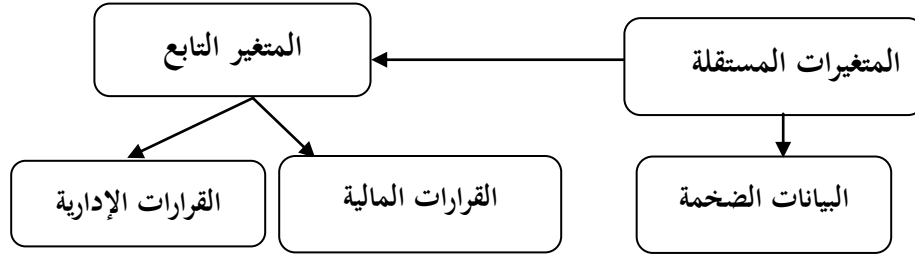 المتغيرات المستقلة
المتغير التابع
البيانات الضخمة
القرارات المالية
القرارات الإدارية